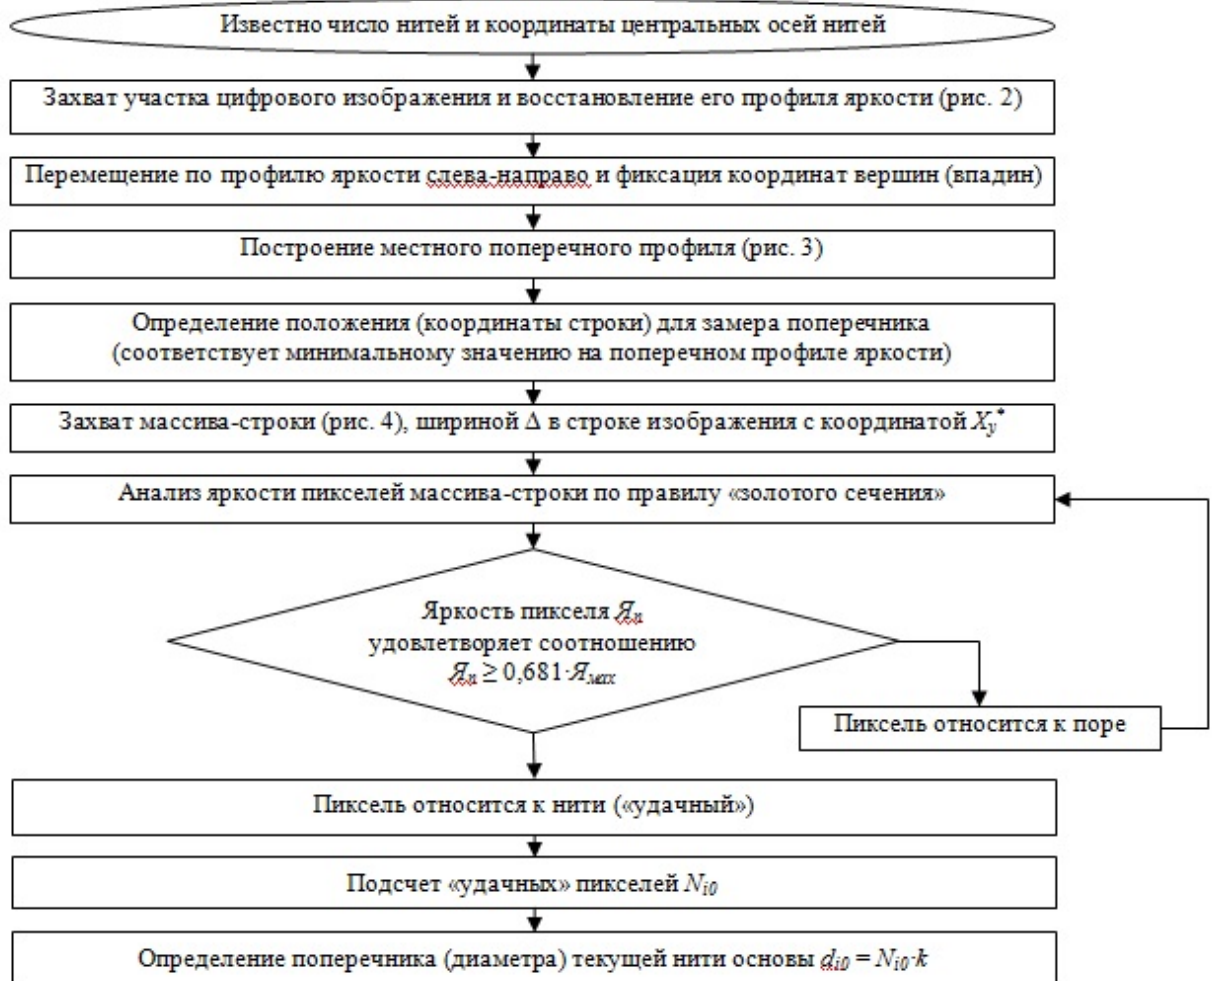 Известно число нитей и координаты центральных осей нитей
Захват участка цифрового изображения и восстановление его профиля яркости (рис. 2)
Перемещение по профилю яркости слева-направо и фиксация координат вершин (впадин)
Построение местного поперечного профиля (рис. 3)
Определение положения (координаты строки) для замера поперечника
(соответствует минимальному значению на поперечном профиле яркости)
Захват массива-строки (рис. 4), шириной Δ в строке изображения с координатой Xy*
Анализ яркости пикселей массива-строки по правилу «золотого сечения»
Яркость пикселя Яп
удовлетворяет соотношению
Яп ≥ 0,681·Ямах
Пиксель относится к поре
Пиксель относится к нити («удачный»)
Подсчет «удачных» пикселей Ni0
Определение поперечника (диаметра) текущей нити основы di0 = Ni0·k